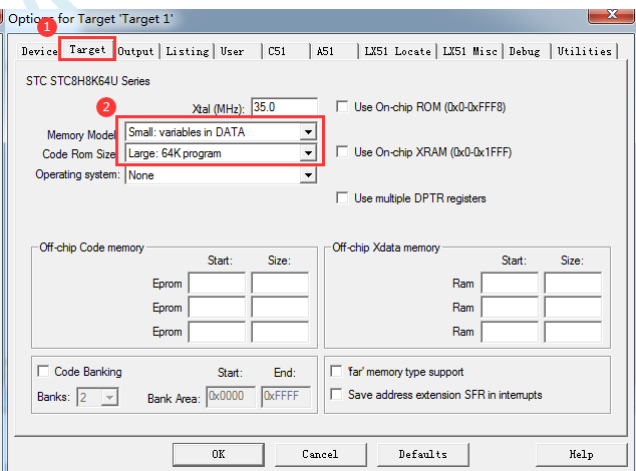 Options for Target 'Target 1'
1
Device Target Output Listing User C51 A51 LX51 Locate LX51 Misc Debug Utilities
STC STC8H8K64U Series
2
Xtal (MHz): 35.0
Use On-chip ROM (0x0-0xFFF8)
Memory Model: Small: variables in DATA
Code Rom Size: Large: 64K program
Use On-chip XRAM (0x0-0x1FFF)
Operating system: None
Use multiple DPTR registers
Off-chip Code memory
Start: Size:
Eprom
Eprom
Eprom
Off-chip Xdata memory
Start: Size:
Ram
Ram
Ram
Code Banking Start: End:
Banks: 2 Bank Area: 0x0000 0xFFFF
'far' memory type support
Save address extension SFR in interrupts
OK Cancel Defaults Help